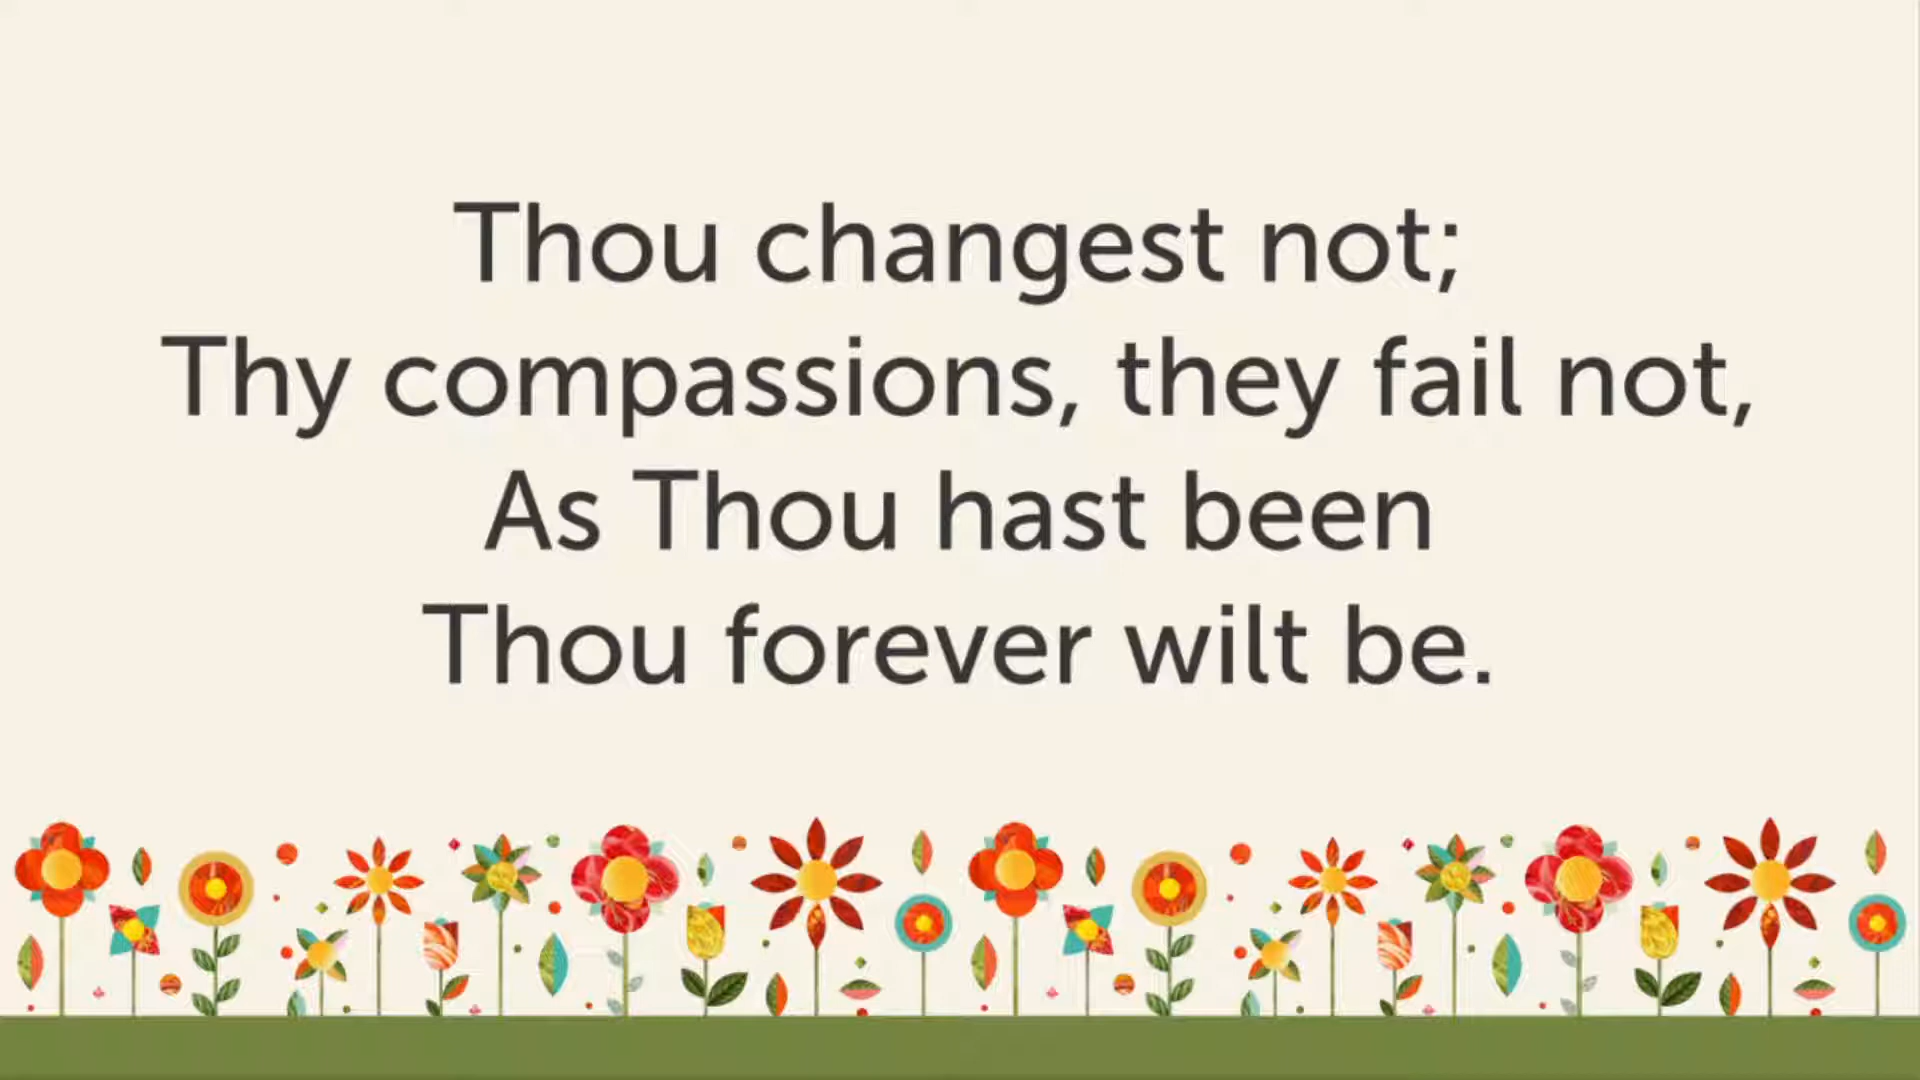 Thou changest not;
Thy compassions, they fail not,
As Thou hast been
Thou forever wilt be.